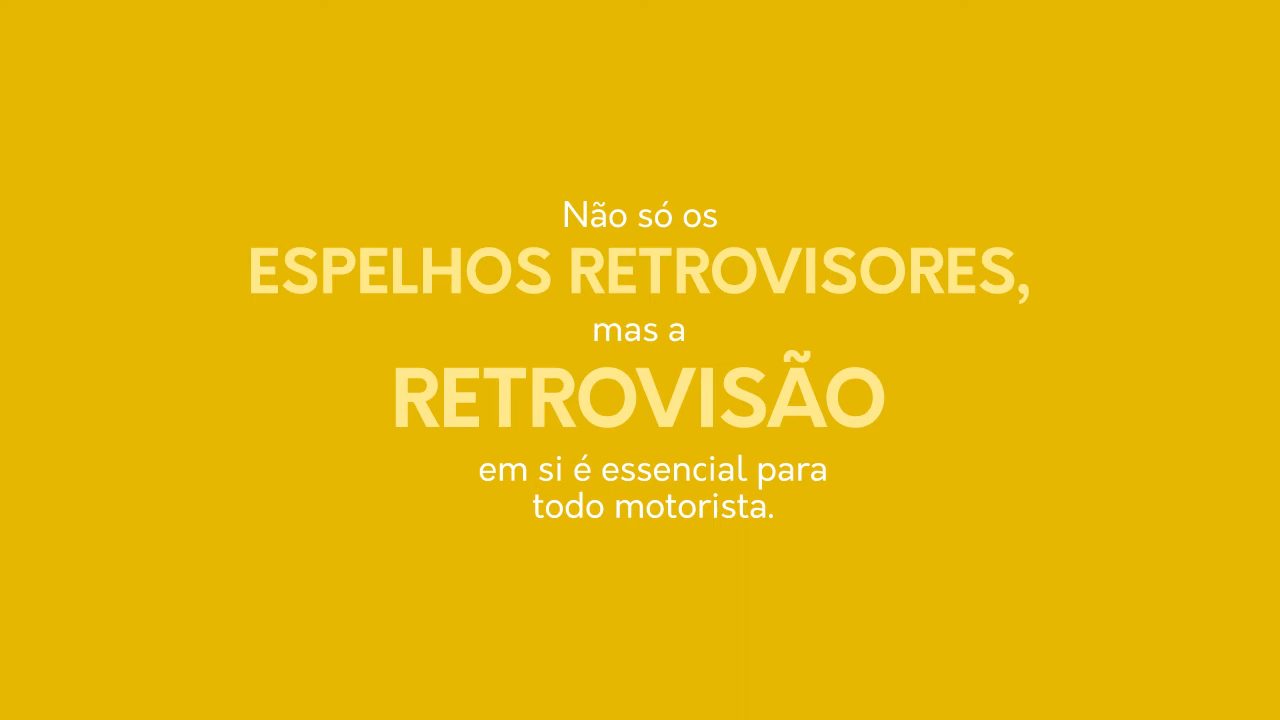 Não só os
ESPELHOS RETROVISORES,
mas a
RETROVISÃO
em si é essencial para
todo motorista.